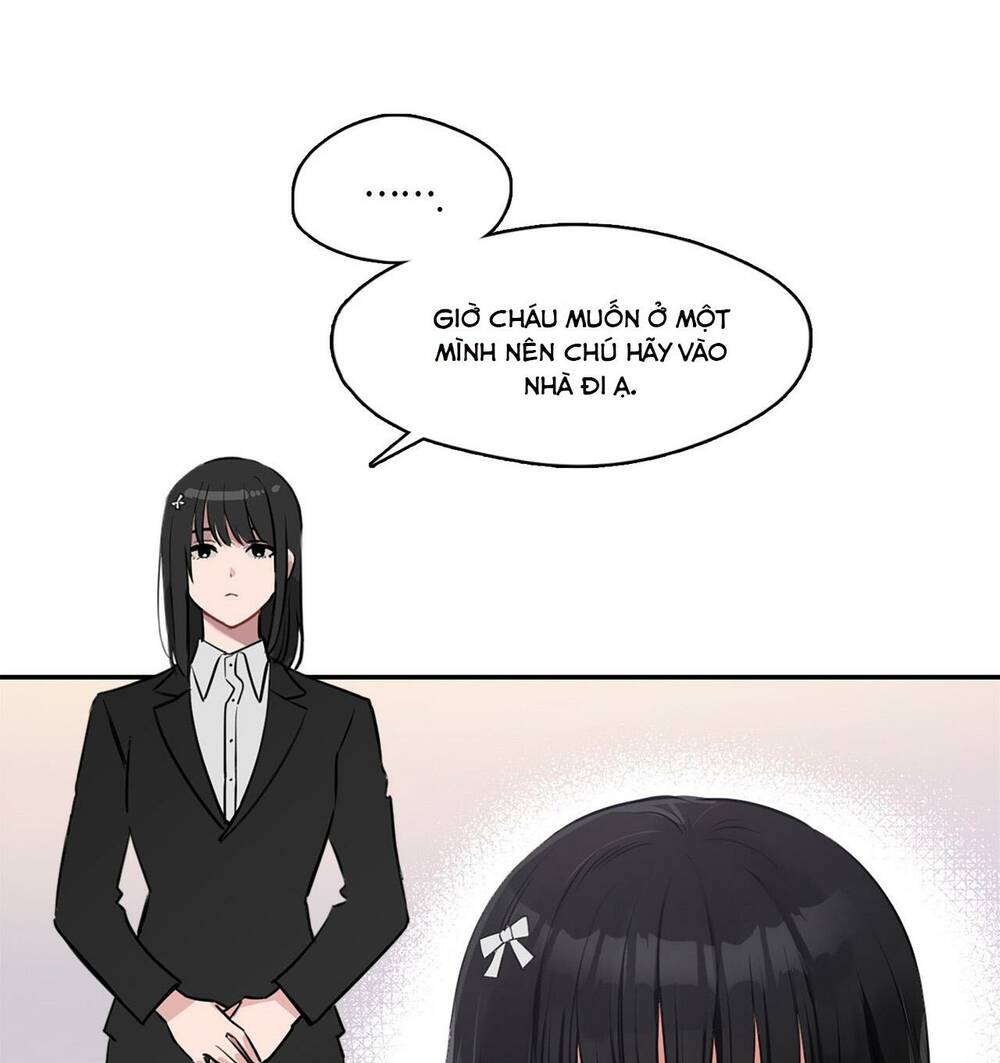 .......
GIỜ CHÁU MUỐN Ở MỘT
MÌNH NÊN CHÚ HÃY VÀO
NHÀ ĐI Ạ.